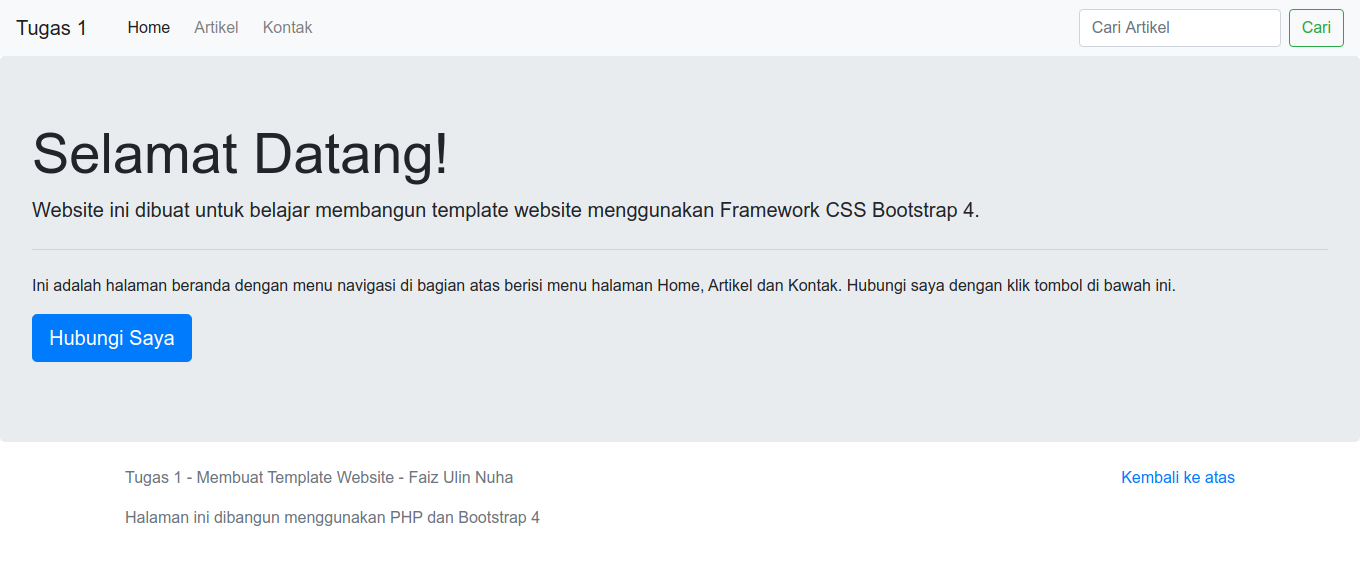 Tugas 1 Home Artikel Kontak Cari Artikel Cari
Selamat Datang!
Website ini dibuat untuk belajar membangun template website menggunakan Framework CSS Bootstrap 4.
Ini adalah halaman beranda dengan menu navigasi di bagian atas berisi menu halaman Home, Artikel dan Kontak. Hubungi saya dengan klik tombol di bawah ini.
Hubungi Saya
Tugas 1 - Membuat Template Website - Faiz Ulin Nuha Kembali ke atas
Halaman ini dibangun menggunakan PHP dan Bootstrap 4